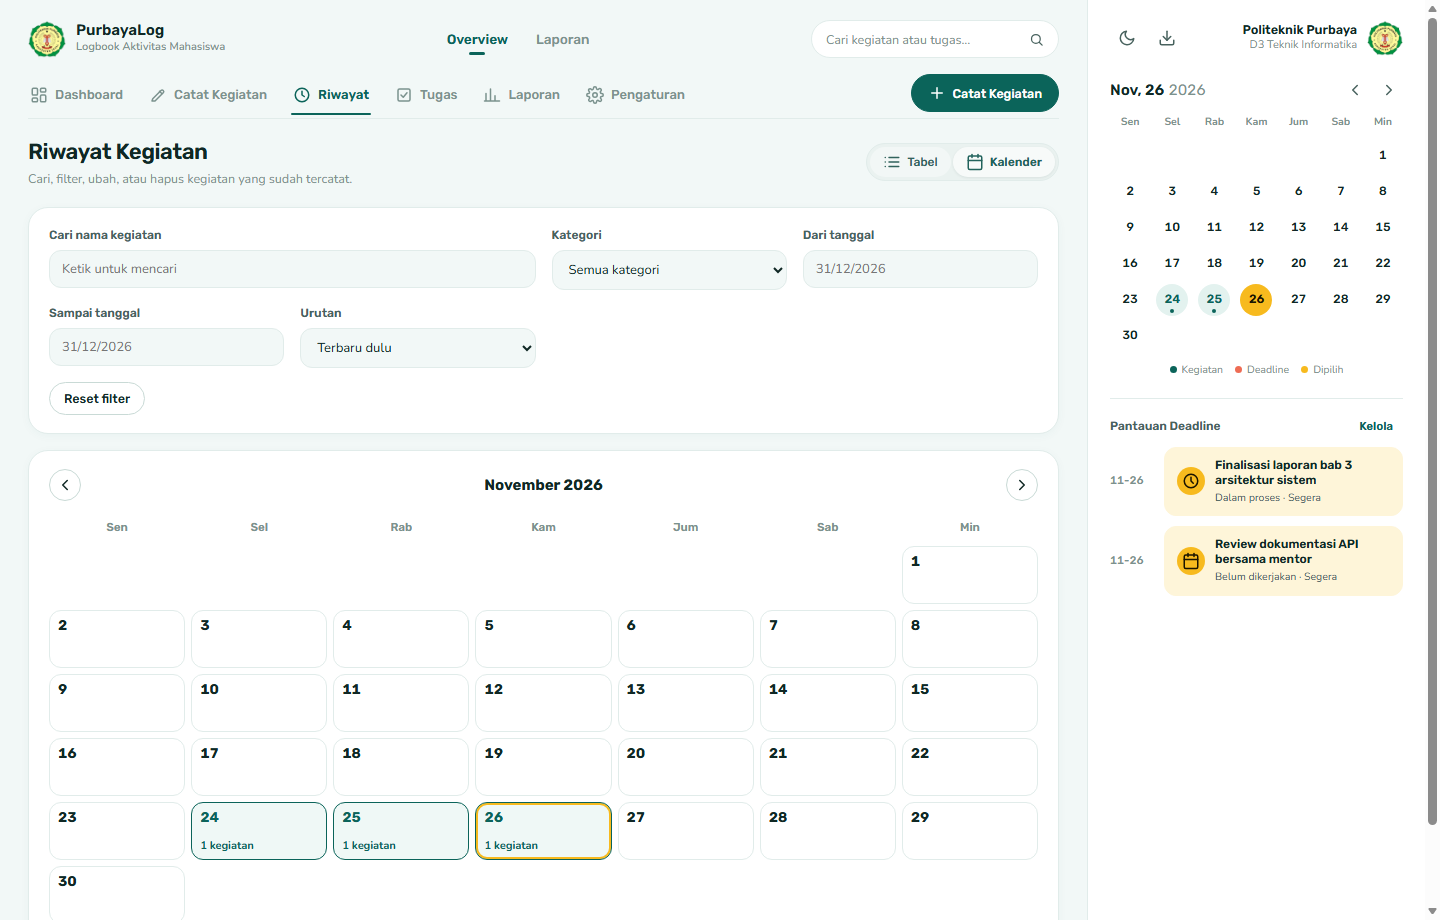 PurbayaLog
Logbook Aktivitas Mahasiswa
Overview
Laporan
Cari kegiatan atau tugas...
Dashboard
Catat Kegiatan
Riwayat
Tugas
Laporan
Pengaturan
Catat Kegiatan
Riwayat Kegiatan
Cari, filter, ubah, atau hapus kegiatan yang sudah tercatat.
Tabel
Kalender
Cari nama kegiatan
Ketik untuk mencari
Kategori
Semua kategori
Dari tanggal
31/12/2026
Sampai tanggal
31/12/2026
Urutan
Terbaru dulu
Reset filter
November 2026
Sen Sel Rab Kam Jum Sab Min
1
2 3 4 5 6 7 8
9 10 11 12 13 14 15
16 17 18 19 20 21 22
23 24 25 26 27 28 29
1 kegiatan 1 kegiatan 1 kegiatan
30
Politeknik Purbaya
D3 Teknik Informatika
Nov, 26 2026
Sen Sel Rab Kam Jum Sab Min
1
2 3 4 5 6 7 8
9 10 11 12 13 14 15
16 17 18 19 20 21 22
23 24 25 26 27 28 29
30
Kegiatan Deadline Dipilih
Pantauan Deadline
Kelola
11-26
Finalisasi laporan bab 3
arsitektur sistem
Dalam proses · Segera
11-26
Review dokumentasi API
bersama mentor
Belum dikerjakan · Segera